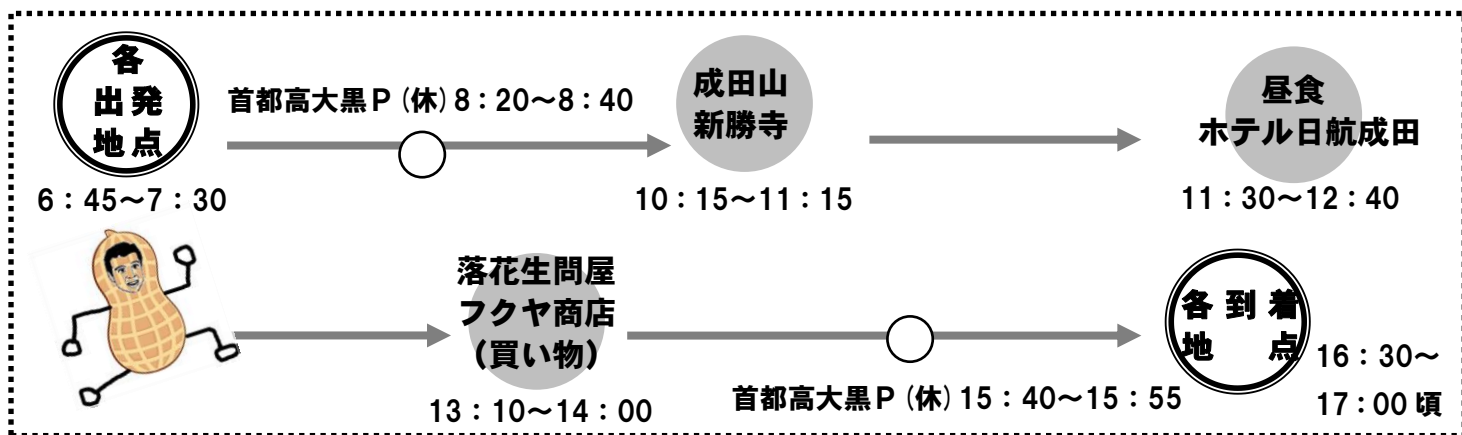 各
出発
地点
6：45～7：30
首都高大黒P（休）8：20～8：40
成田山
新勝寺
10：15～11：15
昼食
ホテル日航成田
11：30～12：40
落花生問屋
フクヤ商店
（買い物）
13：10～14：00
首都高大黒P（休）15：40～15：55
各到着
地点
16：30～
17：00頃